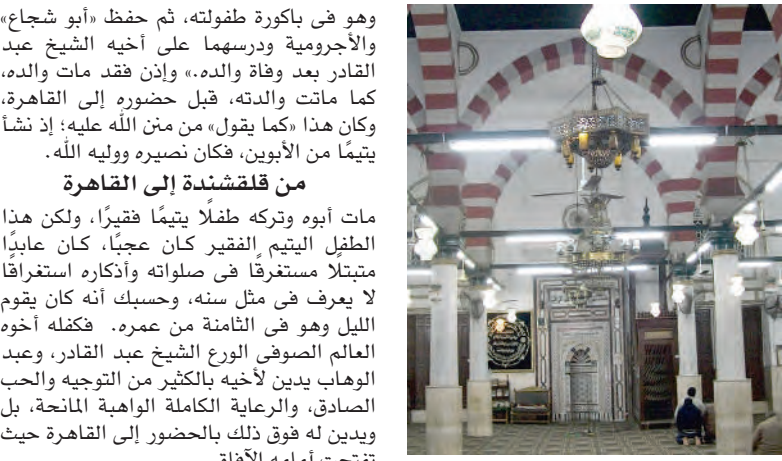 وهو فى باكورة طفولته، ثم حفظ «أبو شجاع»
والأجرومية ودرسهما على أخيه الشيخ عبد
القادر بعد وفاة والده.» وإذن فقد مات والده،
كما ماتت والدته، قبل حضوره إلى القاهرة،
وكان هذا «كما يقول» من منن الله عليه؛ إذ نشأ
يتيمًا من الأبوين، فكان نصيره ووليه الله.
من قلقشندة إلى القاهرة
مات أبوه وتركه طفلًا يتيمًا فقيرًا، ولكن هذا
الطفل اليتيم الفقير كان عجبًا، كان عابدًا
متبتلًا مستغرقًا فى صلواته وأذكاره استغراقًا
لا يعرف فى مثل سنه، وحسبك أنه كان يقوم
الليل وهو فى الثامنة من عمره. فكفله أخوه
العالم الصوفى الورع الشيخ عبد القادر، وعبد
الوهاب يدين لأخيه بالكثير من التوجيه والحب
الصادق، والرعاية الكاملة الواهبة المانحة، بل
ويدين له فوق ذلك بالحضور إلى القاهرة حيث
تفتحت أمامه الآفاق